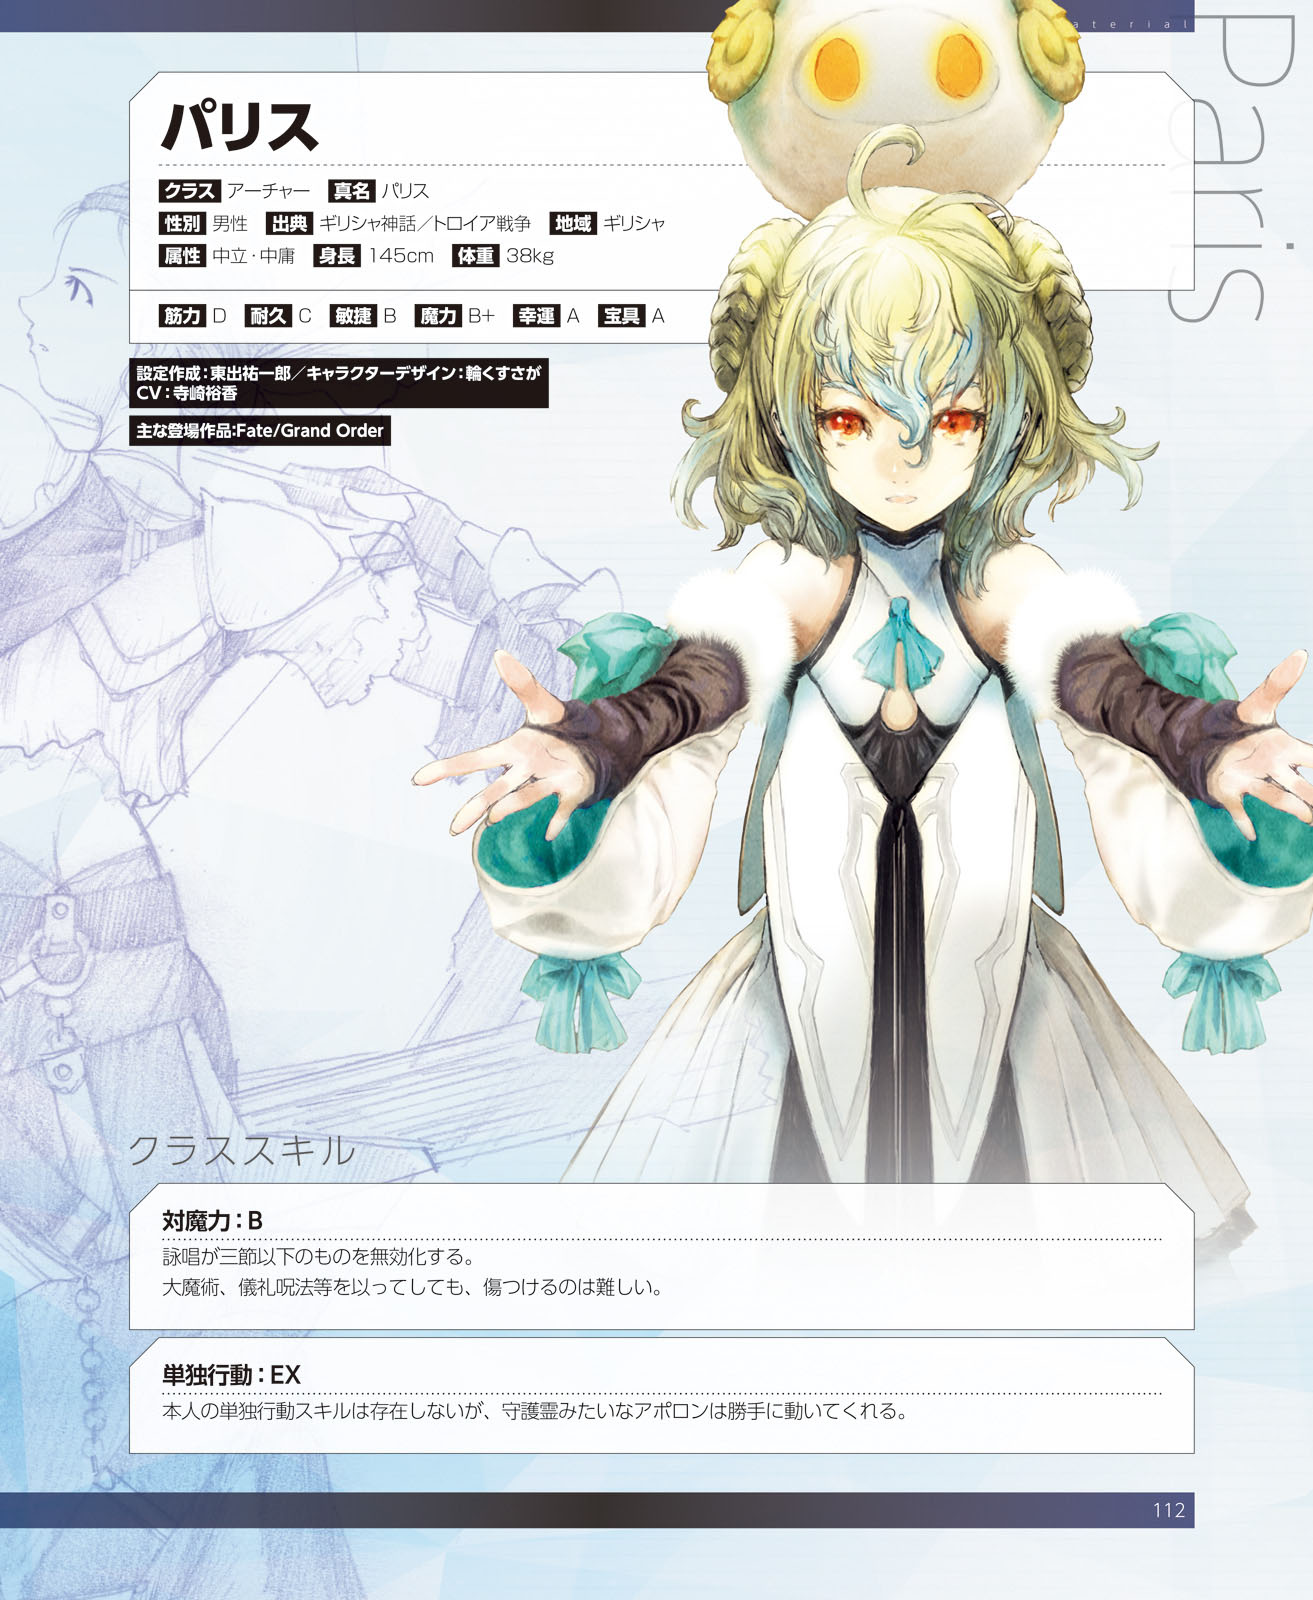 aterial
Paris
パリス
クラス アーチャー 真名 パリス
性別 男性 出典 ギリシャ神話／トロイア戦争 地域 ギリシャ
属性 中立・中庸 身長 145cm 体重 38kg
筋力 D 耐久 C 敏捷 B 魔力 B+ 幸運 A 宝具 A
設定作成：東出祐一郎／キャラクターデザイン：輪くすさが
CV：寺崎裕香
主な登場作品:Fate/Grand Order
クラススキル
対魔力：B
詠唱が三節以下のものを無効化する。
大魔術、儀礼呪法等を以ってしても、傷つけるのは難しい。
単独行動：EX
本人の単独行動スキルは存在しないが、守護霊みたいなアポロンは勝手に動いてくれる。
112